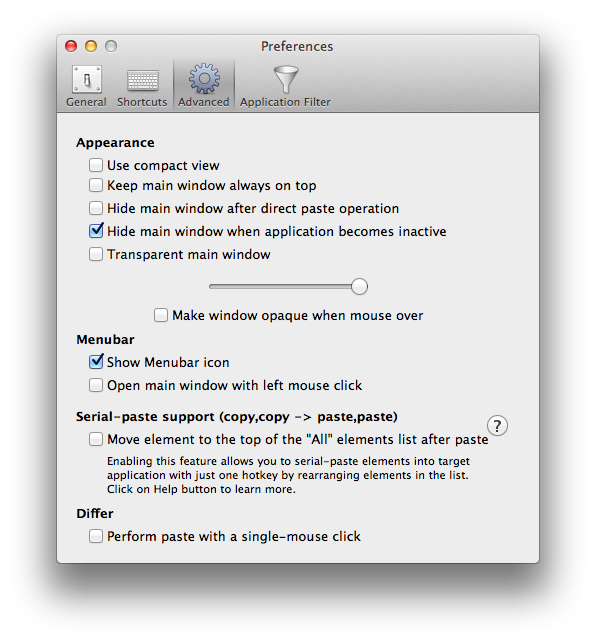 Preferences
General
Shortcuts
Advanced
Application Filter
Appearance
Use compact view
Keep main window always on top
Hide main window after direct paste operation
Hide main window when application becomes inactive
Transparent main window
Make window opaque when mouse over
Menubar
Show Menubar icon
Open main window with left mouse click
Serial-paste support (copy,copy -> paste,paste)
?
Move element to the top of the "All" elements list after paste
Enabling this feature allows you to serial-paste elements into target
application with just one hotkey by rearranging elements in the list.
Click on Help button to learn more.
Differ
Perform paste with a single-mouse click